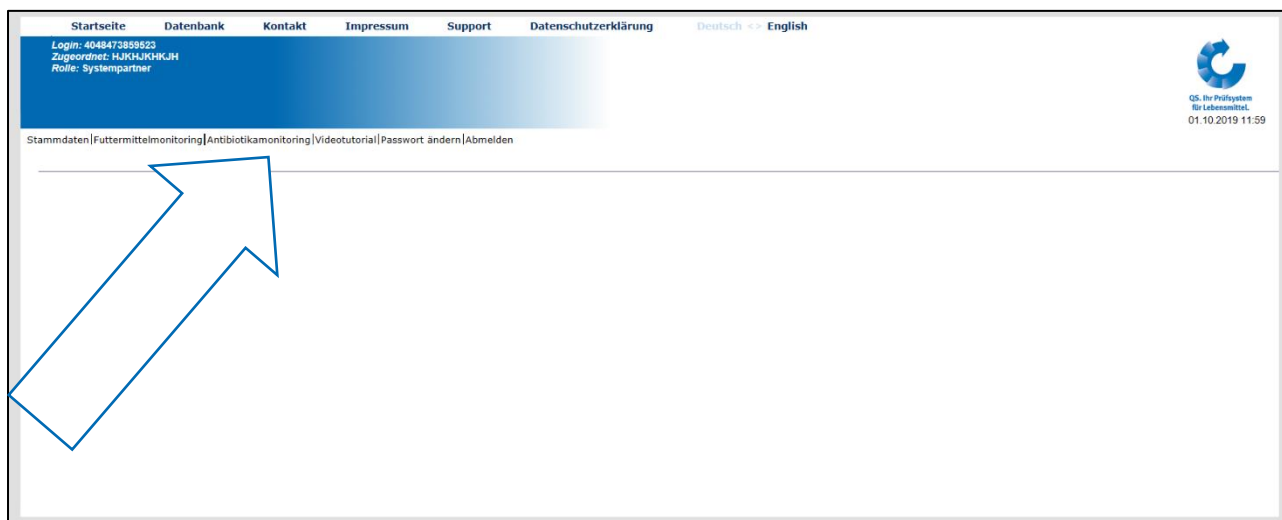 Startseite Datenbank Kontakt Impressum Support Datenschutzerklärung Deutsch <> English
Login: 4048473859523
Zugeordnet: HJKHJKHKJH
Rolle: Systempartner
QS. Ihr Prüfsystem
für Lebensmittel.
01.10.2019 11:59
Stammdaten|Futtermittelmonitoring|Antibiotikamonitoring|Videotutorial|Passwort ändern|Abmelden